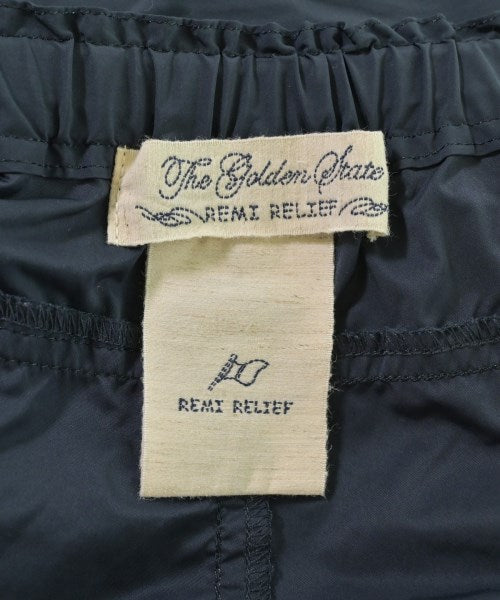 The Golden State
REMI RELIEF
REMI RELIEF